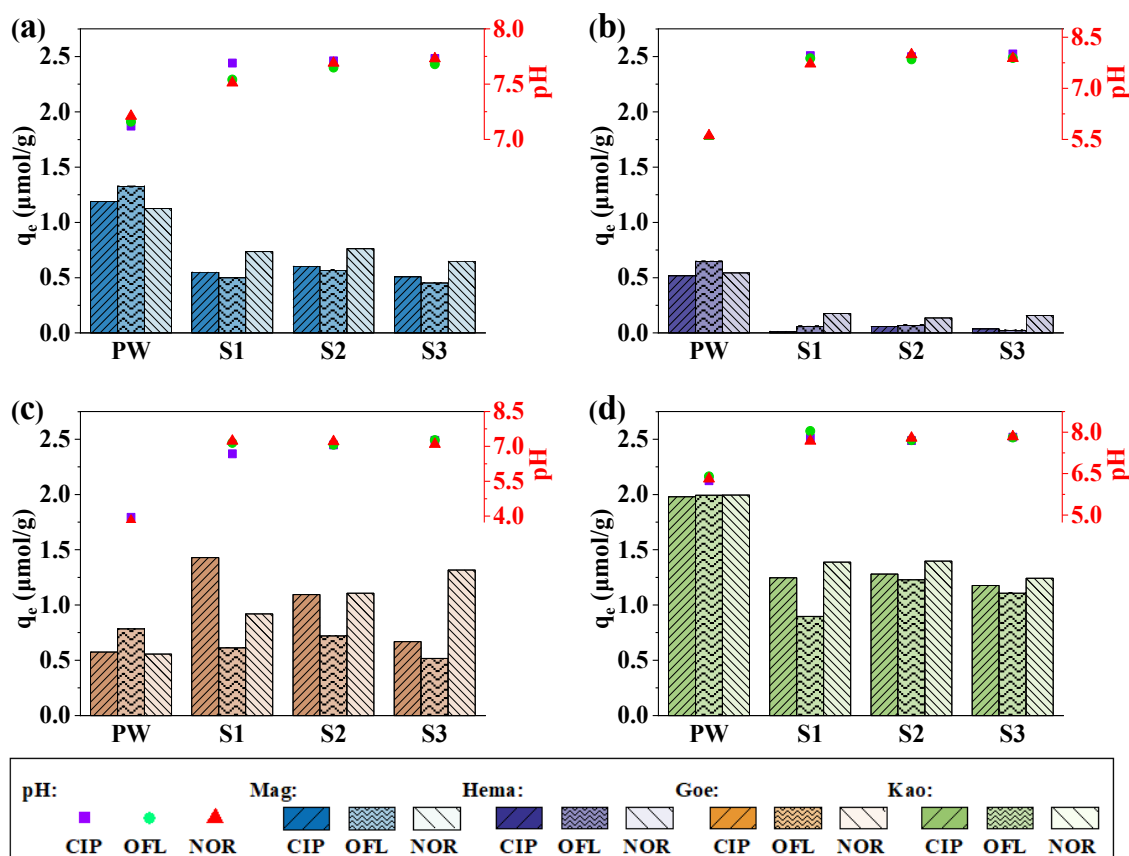 (a)
2.5
2.0
1.5
1.0
0.5
0.0
qe (μmol/g)
PW S1 S2 S3
8.0
7.5
7.0
pH
(b)
2.5
2.0
1.5
1.0
0.5
0.0
qe (μmol/g)
PW S1 S2 S3
8.5
8.0
5.5
pH
(c)
2.5
2.0
1.5
1.0
0.5
0.0
qe (μmol/g)
PW S1 S2 S3
8.5
7.0
4.0
pH
(d)
2.5
2.0
1.5
1.0
0.5
0.0
qe (μmol/g)
PW S1 S2 S3
8.0
6.5
5.0
pH
pH: Mag: Hema: Goe: Kao:
CIP OFL NOR CIP OFL NOR CIP OFL NOR CIP OFL NOR CIP OFL NOR